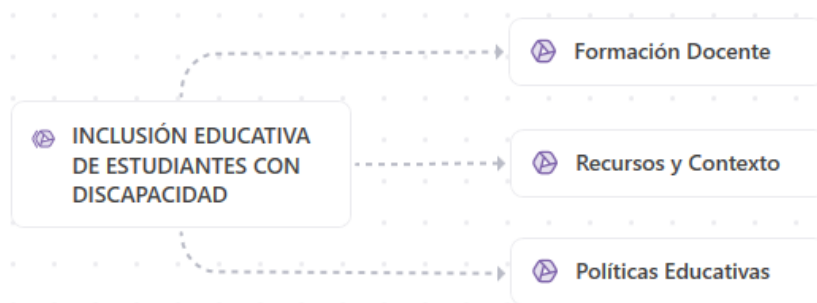 Formación Docente
INCLUSIÓN EDUCATIVA
DE ESTUDIANTES CON
DISCAPACIDAD
Recursos y Contexto
Políticas Educativas